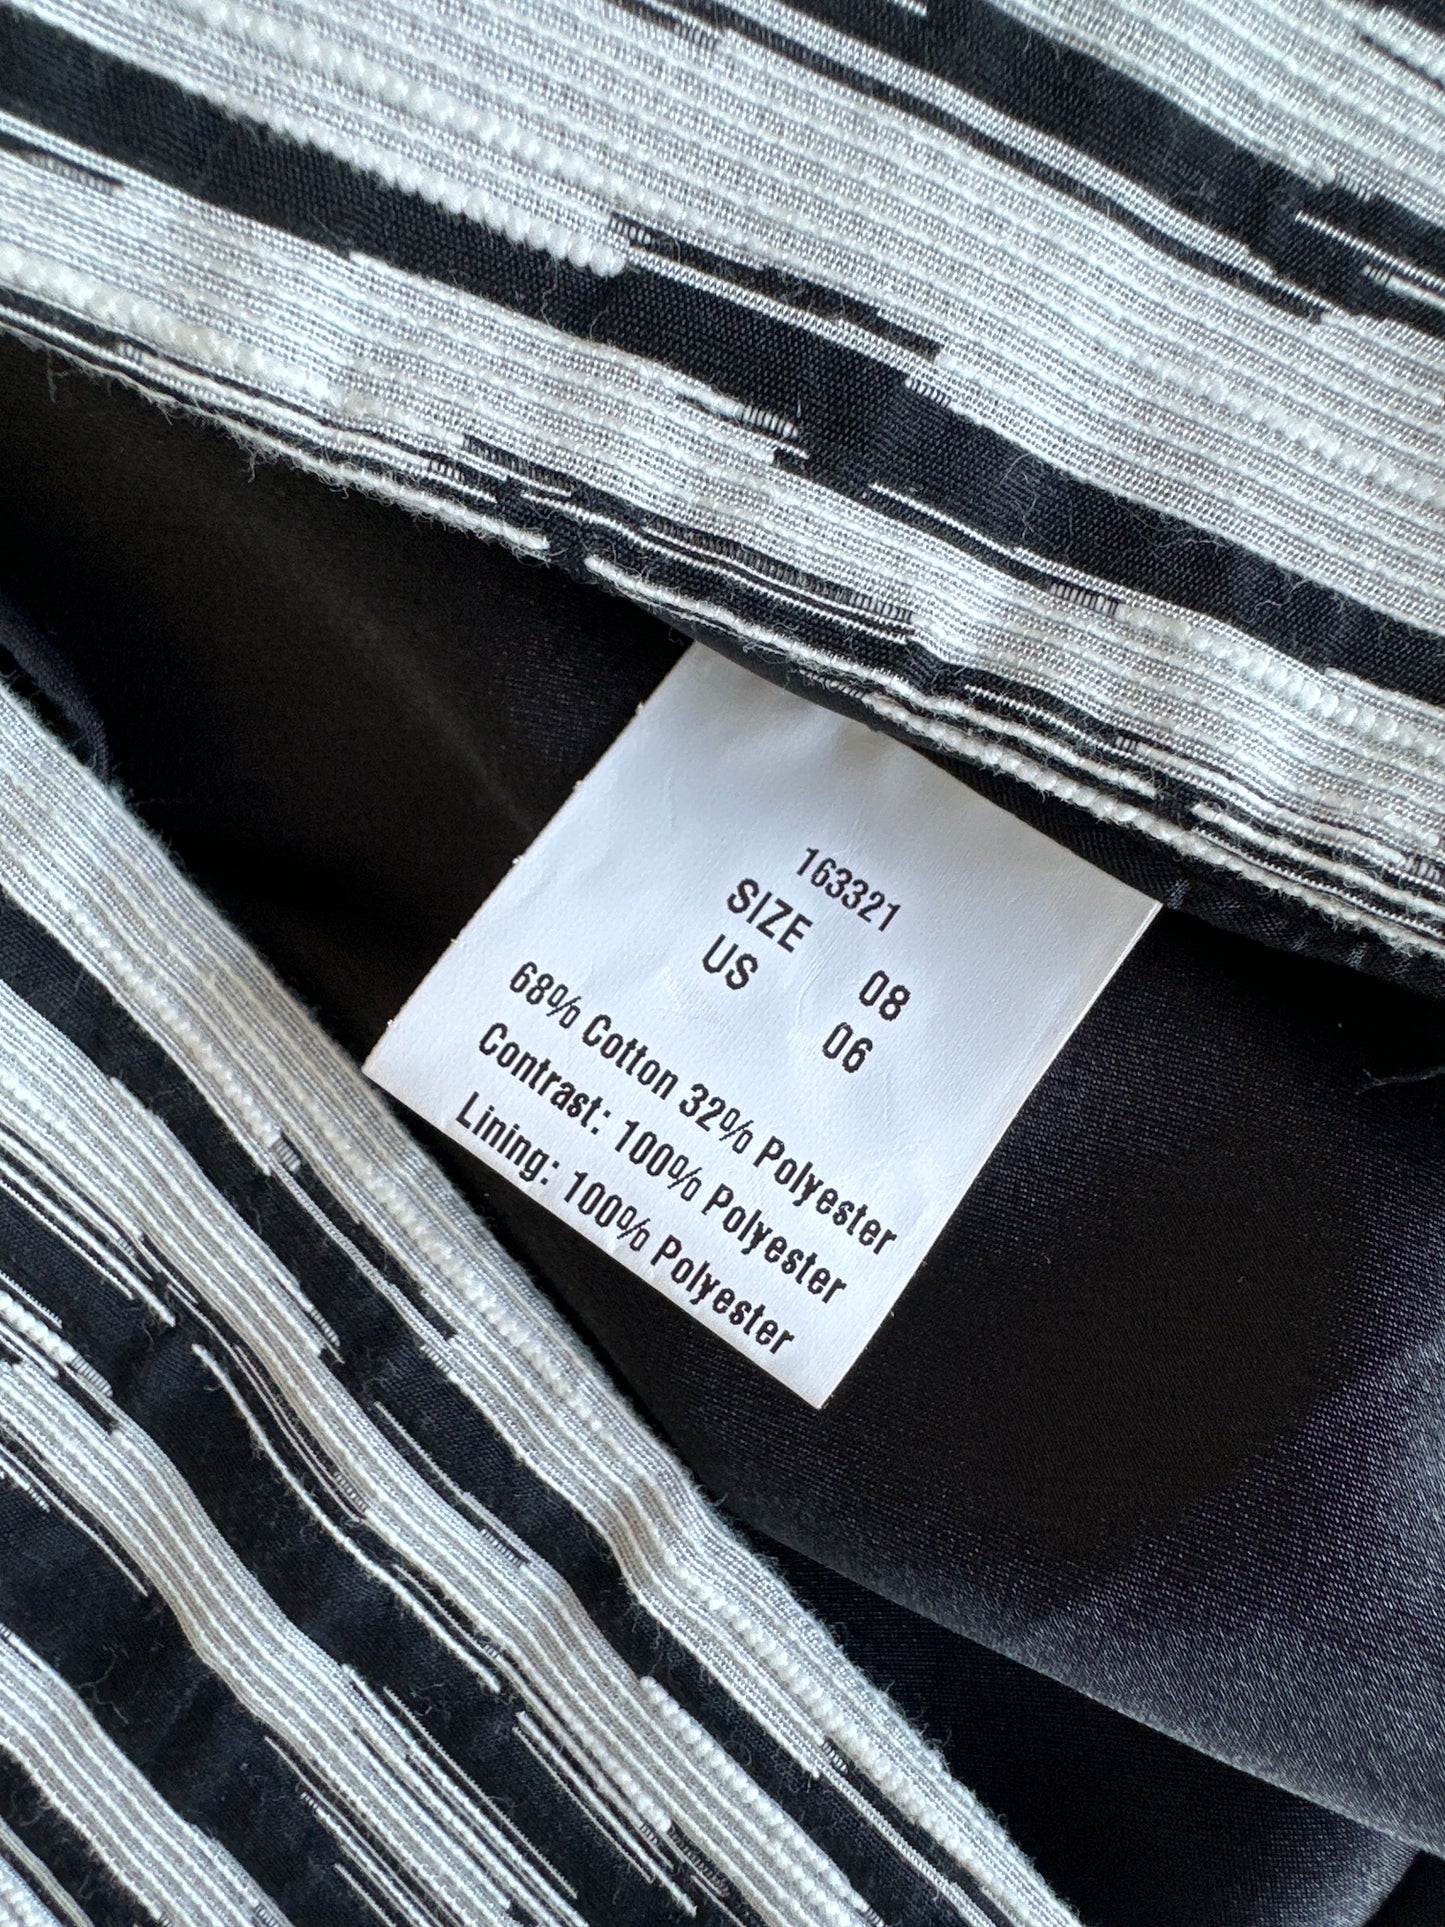 163321
SIZE 08
US 06
68% Cotton 32% Polyester
Contrast: 100% Polyester
Lining: 100% Polyester